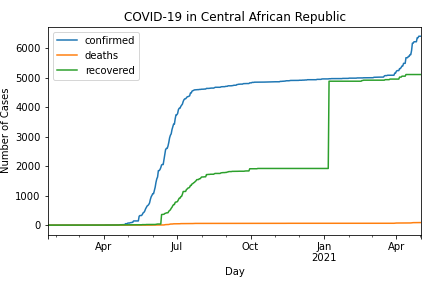 COVID-19 in Central African Republic
confirmed
deaths
recovered
Number of Cases
6000
5000
4000
3000
2000
1000
0
Apr
Jul
Oct
Jan
2021
Apr
Day